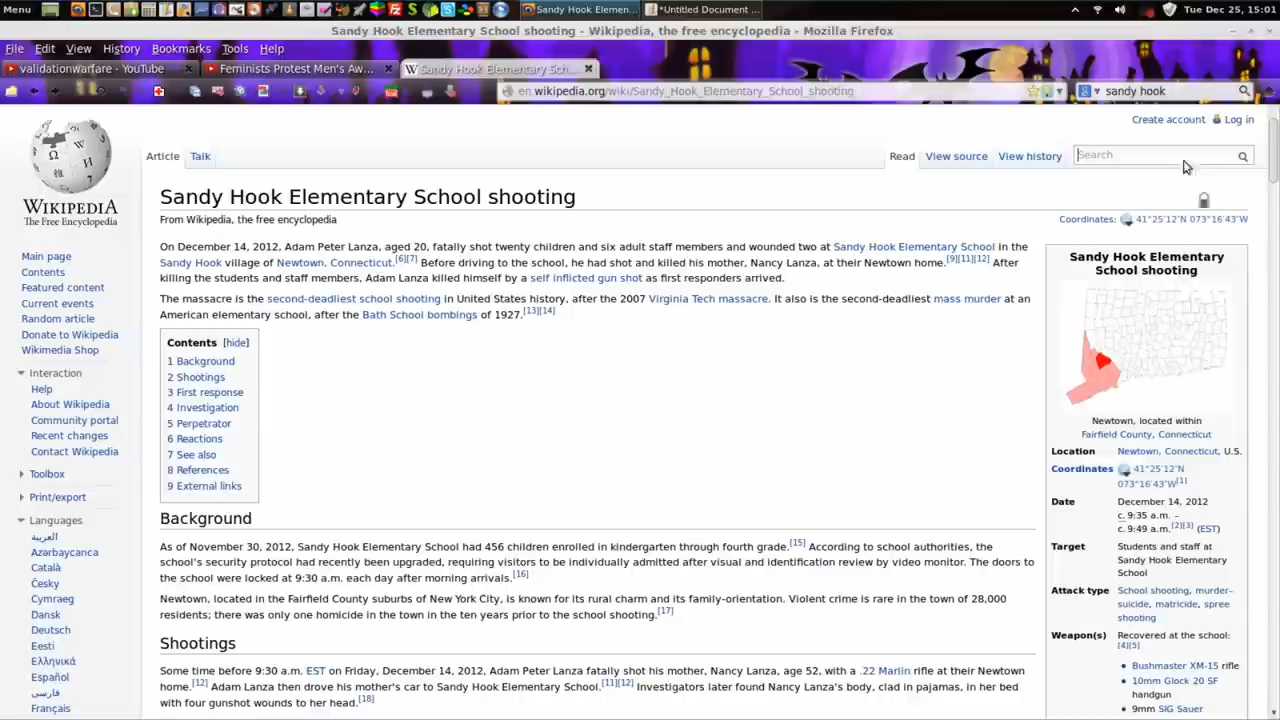 Menu
Sandy Hook Elemen...
*Untitled Document ...
Tue Dec 25, 15:01
Sandy Hook Elementary School shooting - Wikipedia, the free encyclopedia - Mozilla Firefox
File Edit View History Bookmarks Tools Help
validationwarfare - YouTube
Feminists Protest Men's Aw...
Sandy Hook Elementary Sch...
en.wikipedia.org/wiki/Sandy_Hook_Elementary_School_shooting
sandy hook
Create account Log in
Article Talk
Read View source View history
Search
WIKIPEDIA
The Free Encyclopedia
Main page
Contents
Featured content
Current events
Random article
Donate to Wikipedia
Wikimedia Shop
Interaction
Help
About Wikipedia
Community portal
Recent changes
Contact Wikipedia
Toolbox
Print/export
Languages
العربية
Azərbaycanca
Català
Česky
Cymraeg
Dansk
Deutsch
Eesti
Ελληνικά
Español
فارسی
Français
Sandy Hook Elementary School shooting
From Wikipedia, the free encyclopedia
Coordinates: 41°25′12″N 073°16′43″W
On December 14, 2012, Adam Peter Lanza, aged 20, fatally shot twenty children and six adult staff members and wounded two at Sandy Hook Elementary School in the
Sandy Hook village of Newtown, Connecticut.[6][7] Before driving to the school, he had shot and killed his mother, Nancy Lanza, at their Newtown home.[9][11][12] After
killing the students and staff members, Adam Lanza killed himself by a self inflicted gun shot as first responders arrived.
The massacre is the second-deadliest school shooting in United States history, after the 2007 Virginia Tech massacre. It also is the second-deadliest mass murder at an
American elementary school, after the Bath School bombings of 1927.[13][14]
Contents [hide]
1 Background
2 Shootings
3 First response
4 Investigation
5 Perpetrator
6 Reactions
7 See also
8 References
9 External links
Background
As of November 30, 2012, Sandy Hook Elementary School had 456 children enrolled in kindergarten through fourth grade.[15] According to school authorities, the
school's security protocol had recently been upgraded, requiring visitors to be individually admitted after visual and identification review by video monitor. The doors to
the school were locked at 9:30 a.m. each day after morning arrivals.[16]
Newtown, located in the Fairfield County suburbs of New York City, is known for its rural charm and its family-orientation. Violent crime is rare in the town of 28,000
residents; there was only one homicide in the town in the ten years prior to the school shooting.[17]
Shootings
Some time before 9:30 a.m. EST on Friday, December 14, 2012, Adam Peter Lanza fatally shot his mother, Nancy Lanza, age 52, with a .22 Marlin rifle at their Newtown
home.[12] Adam Lanza then drove his mother's car to Sandy Hook Elementary School.[11][12] Investigators later found Nancy Lanza's body, clad in pajamas, in her bed
with four gunshot wounds to her head.[18]
Sandy Hook Elementary
School shooting
Newtown, located within
Fairfield County, Connecticut
Location Newtown, Connecticut, U.S.
Coordinates 41°25′12″N
073°16′43″W[1]
Date December 14, 2012
c. 9:35 a.m. –
c. 9:49 a.m.[2][3] (EST)
Target Students and staff at
Sandy Hook Elementary
School
Attack type School shooting, murder–
suicide, matricide, spree
shooting
Weapon(s) Recovered at the school:
[4][5]
Bushmaster XM-15 rifle
10mm Glock 20 SF
handgun
9mm SIG Sauer